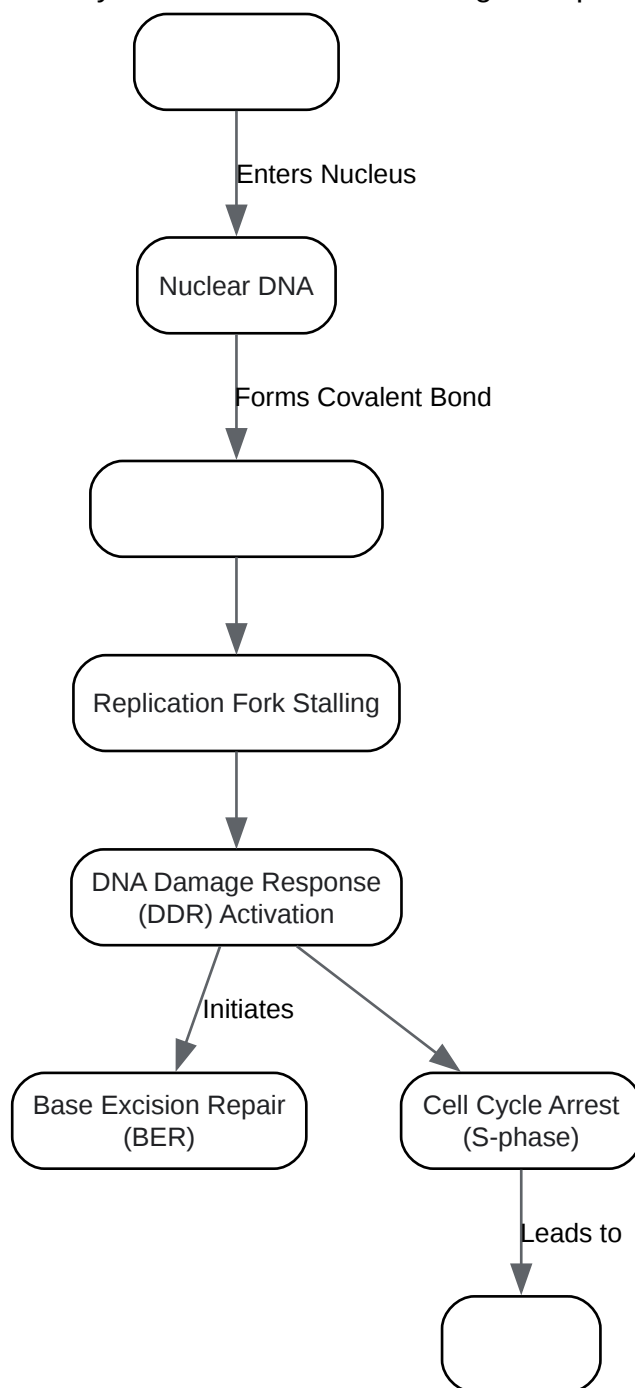 Enters Nucleus
Nuclear DNA
Forms Covalent Bond
Replication Fork Stalling
DNA Damage Response
(DDR) Activation
Initiates
Base Excision Repair
(BER)
Cell Cycle Arrest
(S-phase)
Leads to